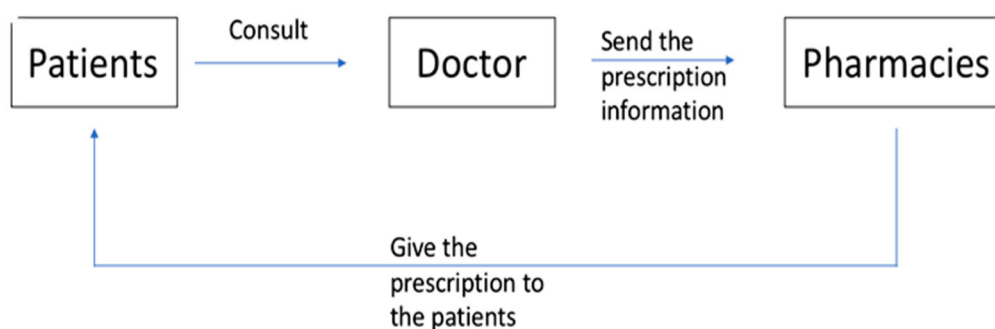 Patients
Consult
Doctor
Send the
prescription
information
Pharmacies
Give the
prescription to
the patients